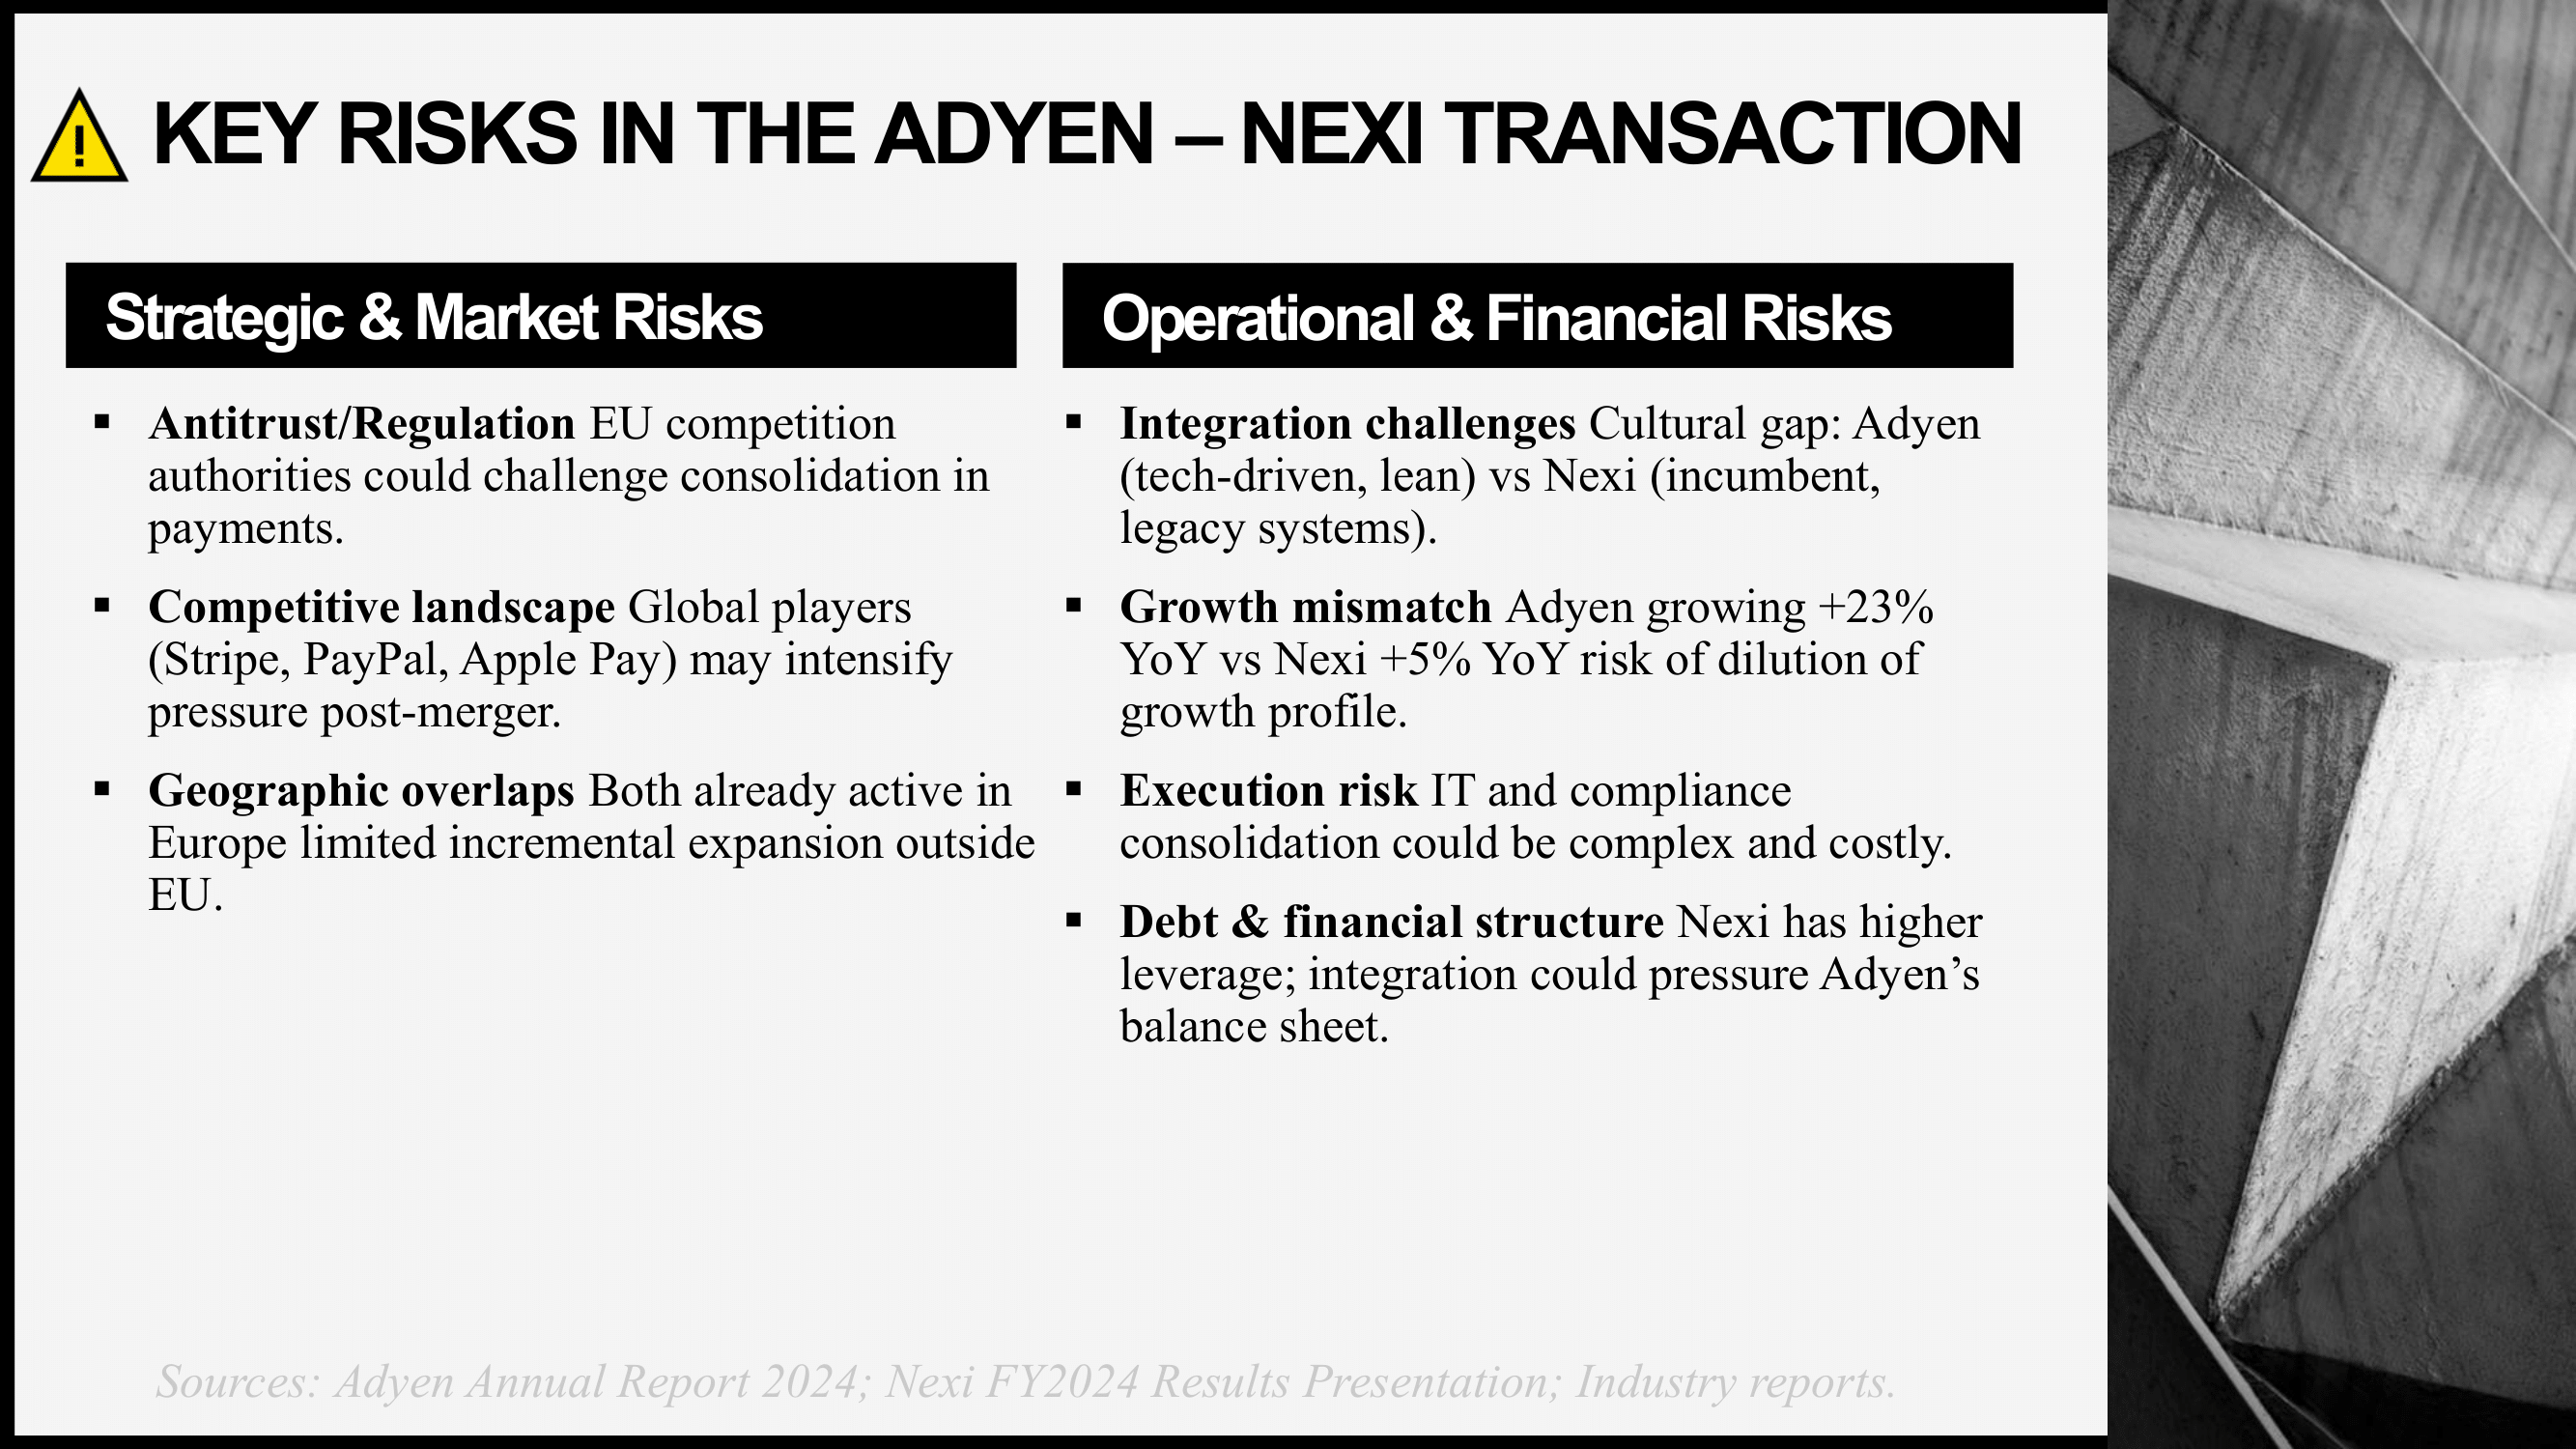 KEY RISKS IN THE ADYEN – NEXI TRANSACTION
Strategic & Market Risks
▪ Antitrust/Regulation EU competition
authorities could challenge consolidation in
payments.
▪ Competitive landscape Global players
(Stripe, PayPal, Apple Pay) may intensify
pressure post-merger.
▪ Geographic overlaps Both already active in
Europe limited incremental expansion outside
EU.
Operational & Financial Risks
▪ Integration challenges Cultural gap: Adyen
(tech-driven, lean) vs Nexi (incumbent,
legacy systems).
▪ Growth mismatch Adyen growing +23%
YoY vs Nexi +5% YoY risk of dilution of
growth profile.
▪ Execution risk IT and compliance
consolidation could be complex and costly.
▪ Debt & financial structure Nexi has higher
leverage; integration could pressure Adyen’s
balance sheet.
Sources: Adyen Annual Report 2024; Nexi FY2024 Results Presentation; Industry reports.